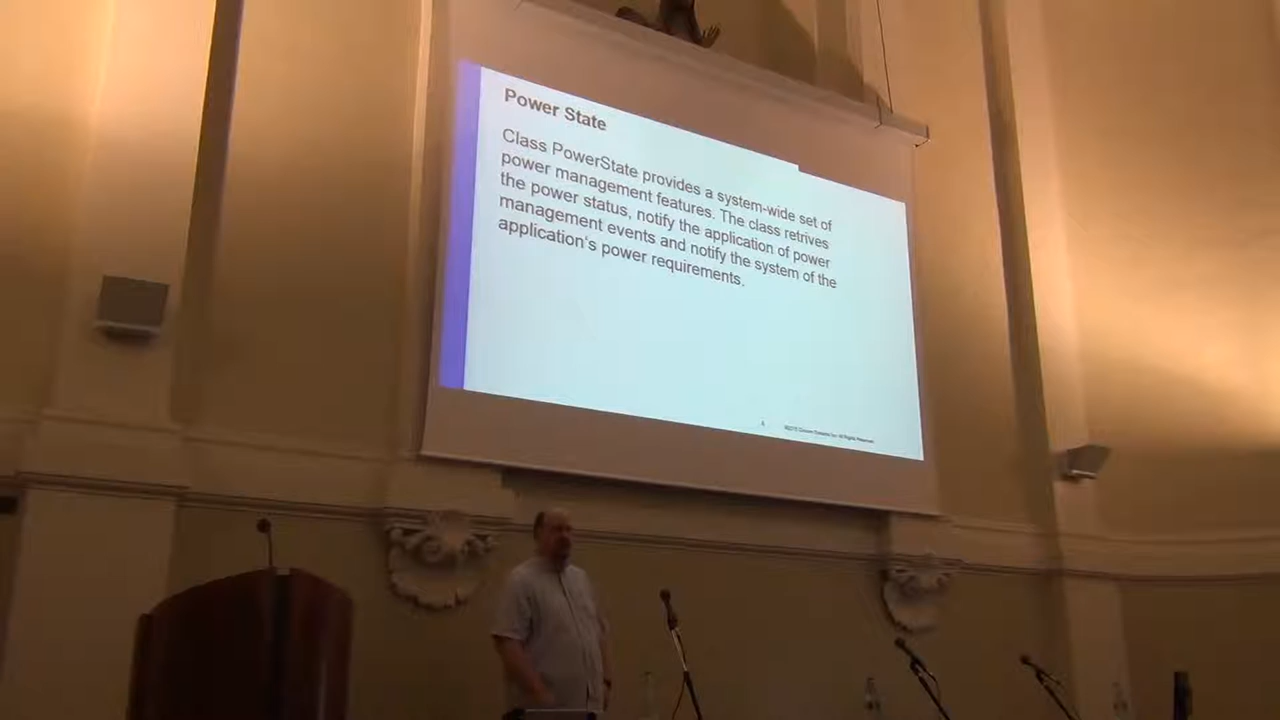 Power State
Class PowerState provides a system-wide set of
power management features. The class retrives
the power status, notify the application of power
management events and notify the system of the
application's power requirements.